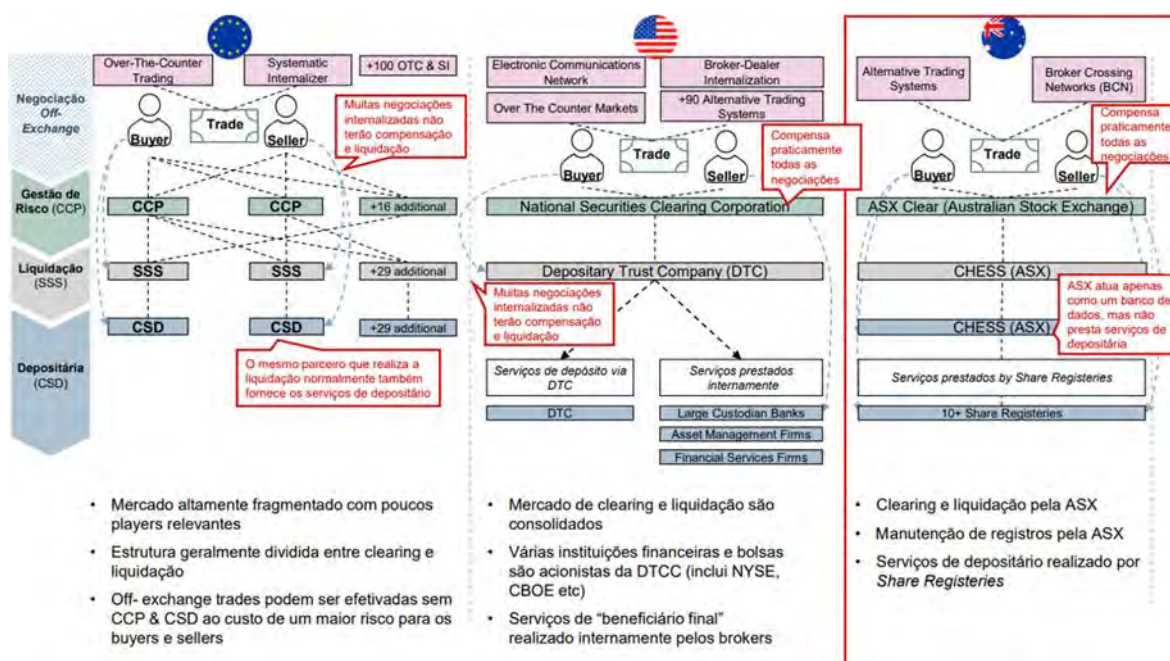 Negociação
Off-
Exchange
Gestão de
Risco (CCP)
Liquidação
(SSS)
Depositária
(CSD)
Over-The-Counter
Trading
Systematic
Internalizer
+100 OTC & SI
Buyer
Trade
Seller
Muitas negociações
internalizadas não
terão compensação
e liquidação
CCP
CCP
+16 additional
SSS
SSS
+29 additional
CSD
CSD
+29 additional
O mesmo parceiro que realiza a
liquidação normalmente também
fornece os serviços de depositário
• Mercado altamente fragmentado com poucos
players relevantes
• Estrutura geralmente dividida entre clearing e
liquidação
• Off- exchange trades podem ser efetivadas sem
CCP & CSD ao custo de um maior risco para os
buyers e sellers
Electronic Communications
Network
Broker-Dealer
Internalization
Over The Counter Markets
+90 Alternative Trading
Systems
Buyer
Trade
Seller
Compensa
praticamente
todas as
negociações
National Securities Clearing Corporation
Depositary Trust Company (DTC)
Muitas negociações
internalizadas não
terão compensação
e liquidação
Serviços de depósito via
DTC
Serviços prestados
internamente
DTC
Large Custodian Banks
Asset Management Firms
Financial Services Firms
• Mercado de clearing e liquidação são
consolidados
• Várias instituições financeiras e bolsas
são acionistas da DTCC (inclui NYSE,
CBOE etc)
• Serviços de “beneficiário final”
realizado internamente pelos brokers
Alternative Trading
Systems
Broker Crossing
Networks (BCN)
Buyer
Trade
Seller
Compensa
praticamente
todas as
negociações
ASX Clear (Australian Stock Exchange)
CHESS (ASX)
CHESS (ASX)
ASX atua apenas
como um banco de
dados, mas não
presta serviços de
depositária
Serviços prestados by Share Registeries
10+ Share Registeries
• Clearing e liquidação pela ASX
• Manutenção de registros pela ASX
• Serviços de depositário realizado por
Share Registeries